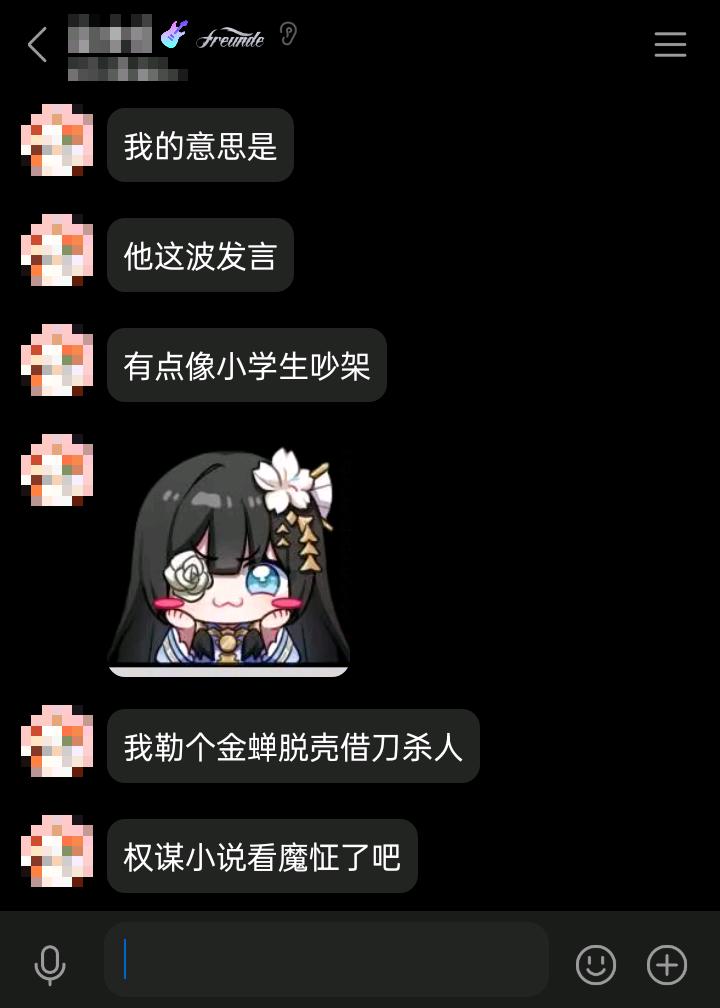 Freunde
我的意思是
他这波发言
有点像小学生吵架
我勒个金蝉脱壳借刀杀人
权谋小说看魔怔了吧